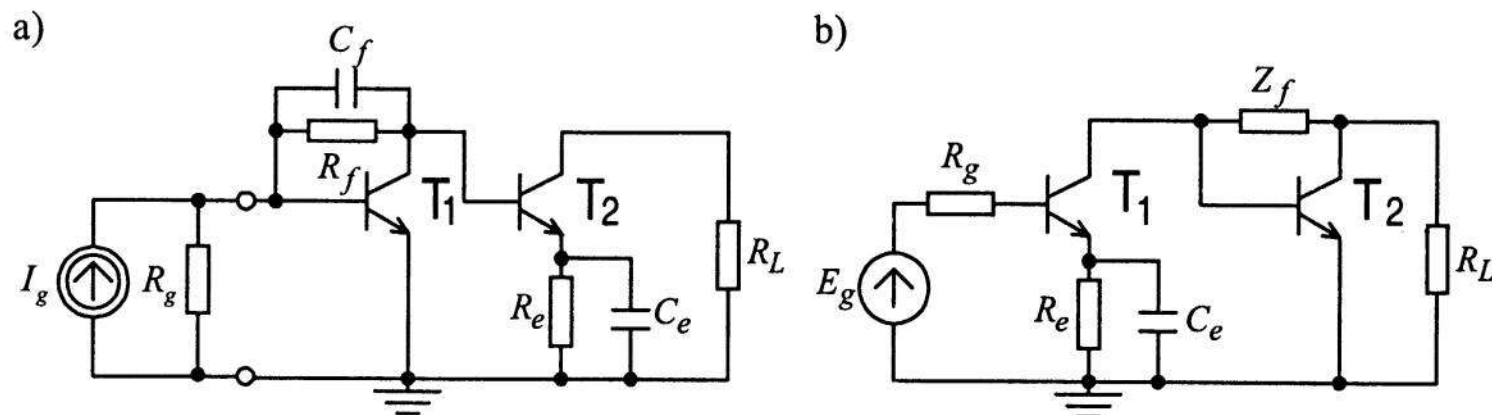 a)
C_f
R_f
T_1
T_2
I_g
R_g
R_e
C_e
R_L
b)
Z_f
R_g
T_1
T_2
E_g
R_e
C_e
R_L